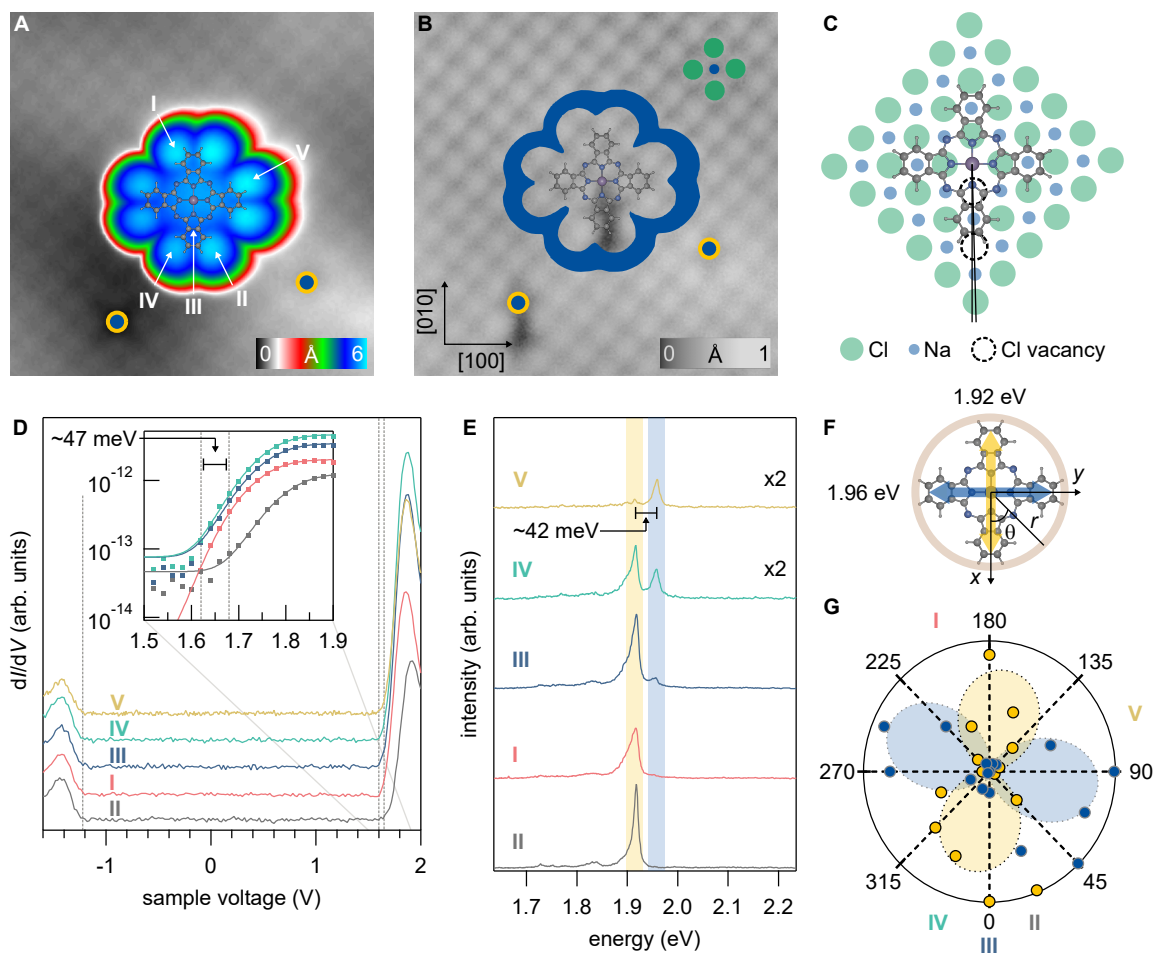 A
I
V
IV
III
II
0 Å 6
B
[010]
[100]
0 Å 1
C
Cl Na Cl vacancy
D
~47 meV
10⁻¹²
10⁻¹³
10⁻¹⁴
1.5 1.6 1.7 1.8 1.9
dI/dV (arb. units)
V
IV
III
I
II
-1 0 1 2
sample voltage (V)
E
V
x2
~42 meV
IV
x2
III
I
II
intensity (arb. units)
1.7 1.8 1.9 2.0 2.1 2.2
energy (eV)
F
1.92 eV
1.96 eV
y
r
θ
x
G
I
180
225
135
V
270
90
315
45
IV
0
II
III